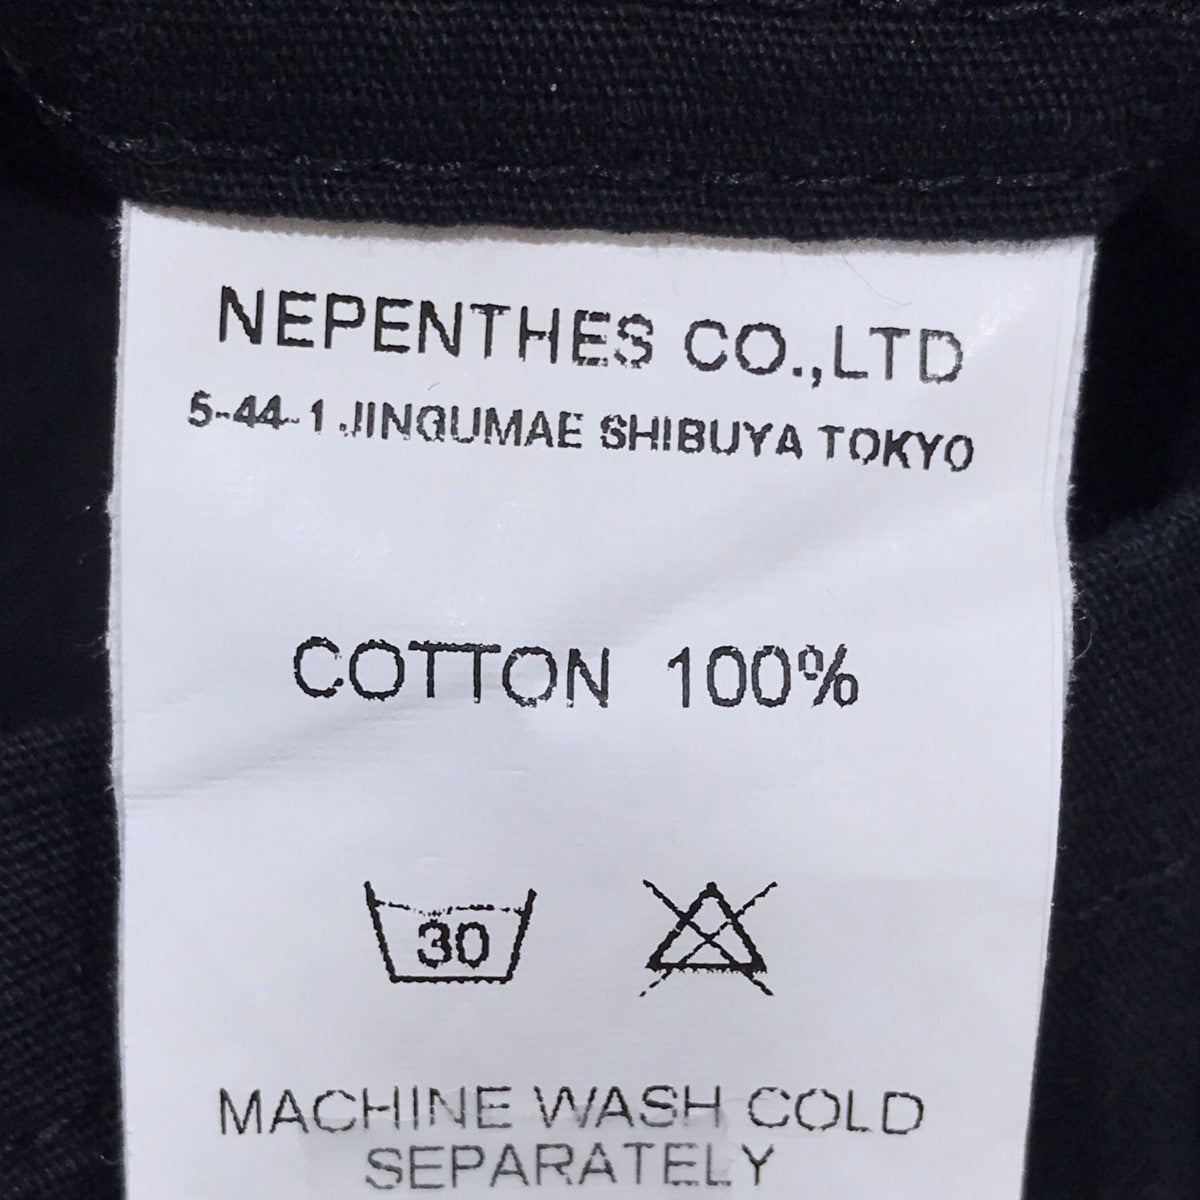 NEPENTHES CO.,LTD
5-44-1 JINGUMAE SHIBUYA TOKYO
COTTON 100%
30
MACHINE WASH COLD
SEPARATELY